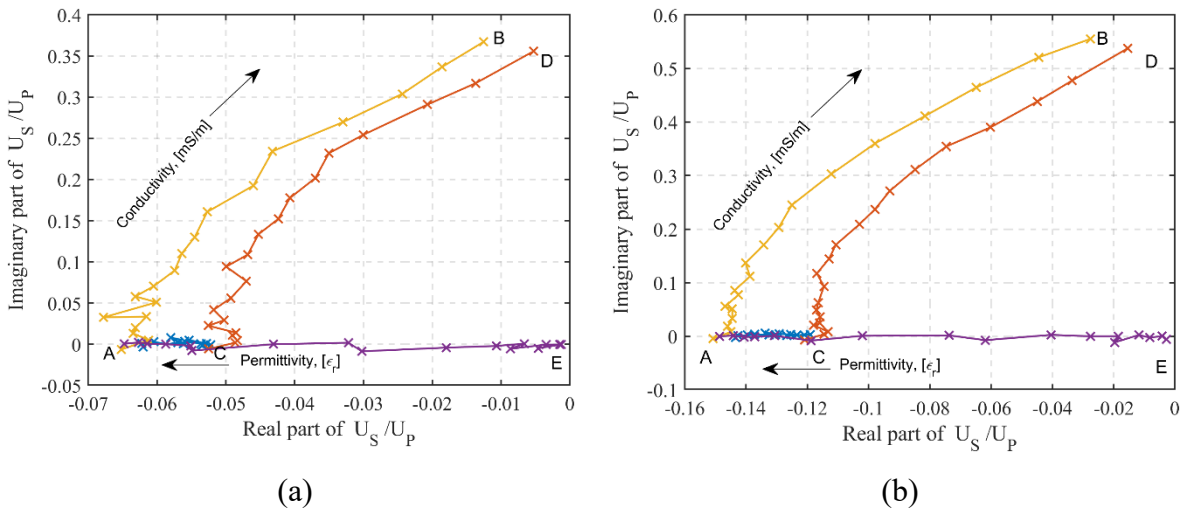 0.4
0.35
0.3
0.25
0.2
0.15
0.1
0.05
0
-0.05
Imaginary part of U_S /U_P
Conductivity, [mS/m]
B
D
A
C
E
Permittivity, [ϵ_r]
-0.07 -0.06 -0.05 -0.04 -0.03 -0.02 -0.01 0
Real part of U_S /U_P
(a)
0.6
0.5
0.4
0.3
0.2
0.1
0
-0.1
Imaginary part of U_S /U_P
Conductivity, [mS/m]
B
D
A
C
E
Permittivity, [ϵ_r]
-0.16 -0.14 -0.12 -0.1 -0.08 -0.06 -0.04 -0.02 0
Real part of U_S /U_P
(b)